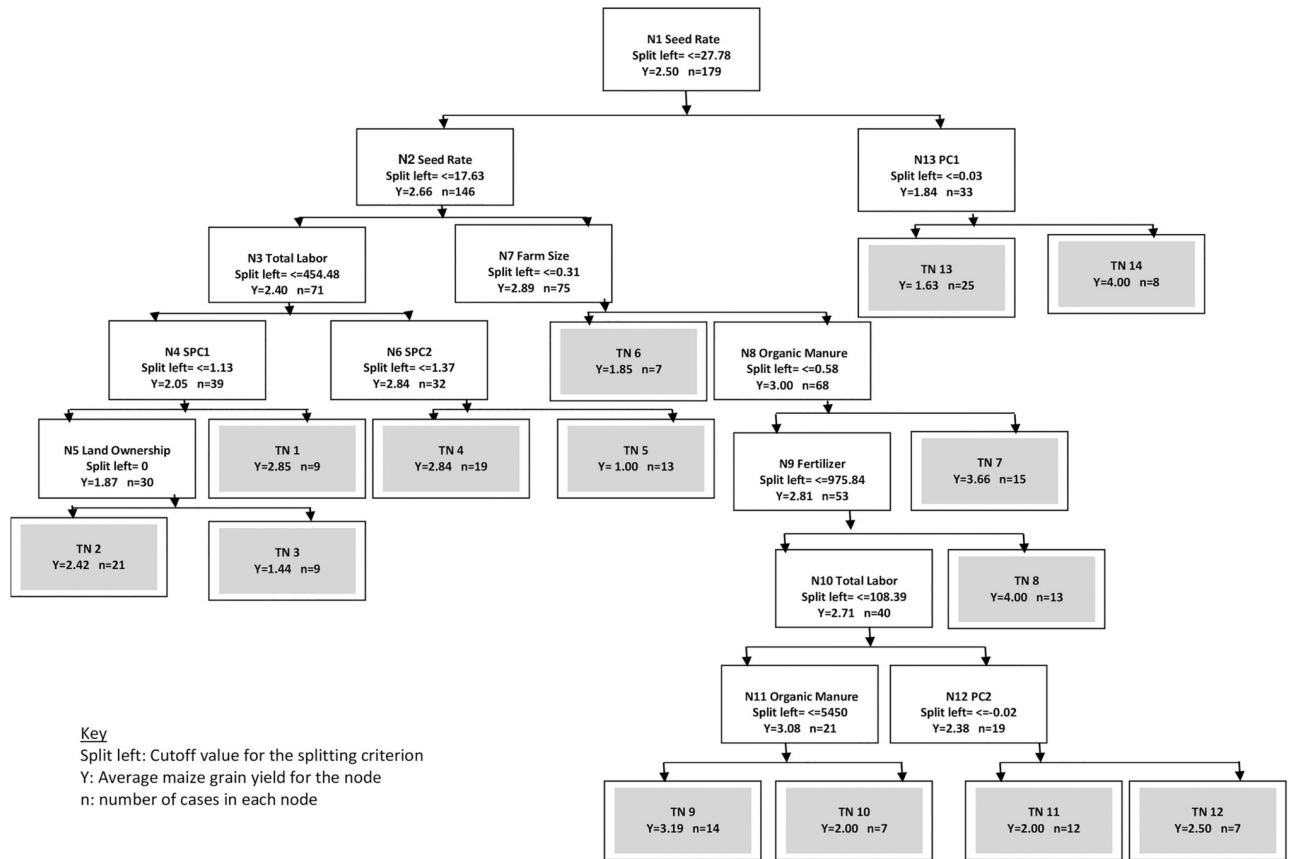 N1 Seed Rate
Split left= <=27.78
Y=2.50 n=179
N2 Seed Rate
Split left= <=17.63
Y=2.66 n=146
N13 PC1
Split left= <=0.03
Y=1.84 n=33
N3 Total Labor
Split left= <=454.48
Y=2.40 n=71
N7 Farm Size
Split left= <=0.31
Y=2.89 n=75
TN 13
Y= 1.63 n=25
TN 14
Y=4.00 n=8
N4 SPC1
Split left= <=1.13
Y=2.05 n=39
N6 SPC2
Split left= <=1.37
Y=2.84 n=32
TN 6
Y=1.85 n=7
N8 Organic Manure
Split left= <=0.58
Y=3.00 n=68
N5 Land Ownership
Split left= 0
Y=1.87 n=30
TN 1
Y=2.85 n=9
TN 4
Y=2.84 n=19
TN 5
Y= 1.00 n=13
N9 Fertilizer
Split left= <=975.84
Y=2.81 n=53
TN 7
Y=3.66 n=15
TN 2
Y=2.42 n=21
TN 3
Y=1.44 n=9
N10 Total Labor
Split left= <=108.39
Y=2.71 n=40
TN 8
Y=4.00 n=13
N11 Organic Manure
Split left= <=5450
Y=3.08 n=21
N12 PC2
Split left= <=-0.02
Y=2.38 n=19
TN 9
Y=3.19 n=14
TN 10
Y=2.00 n=7
TN 11
Y=2.00 n=12
TN 12
Y=2.50 n=7
Key
Split left: Cutoff value for the splitting criterion
Y: Average maize grain yield for the node
n: number of cases in each node